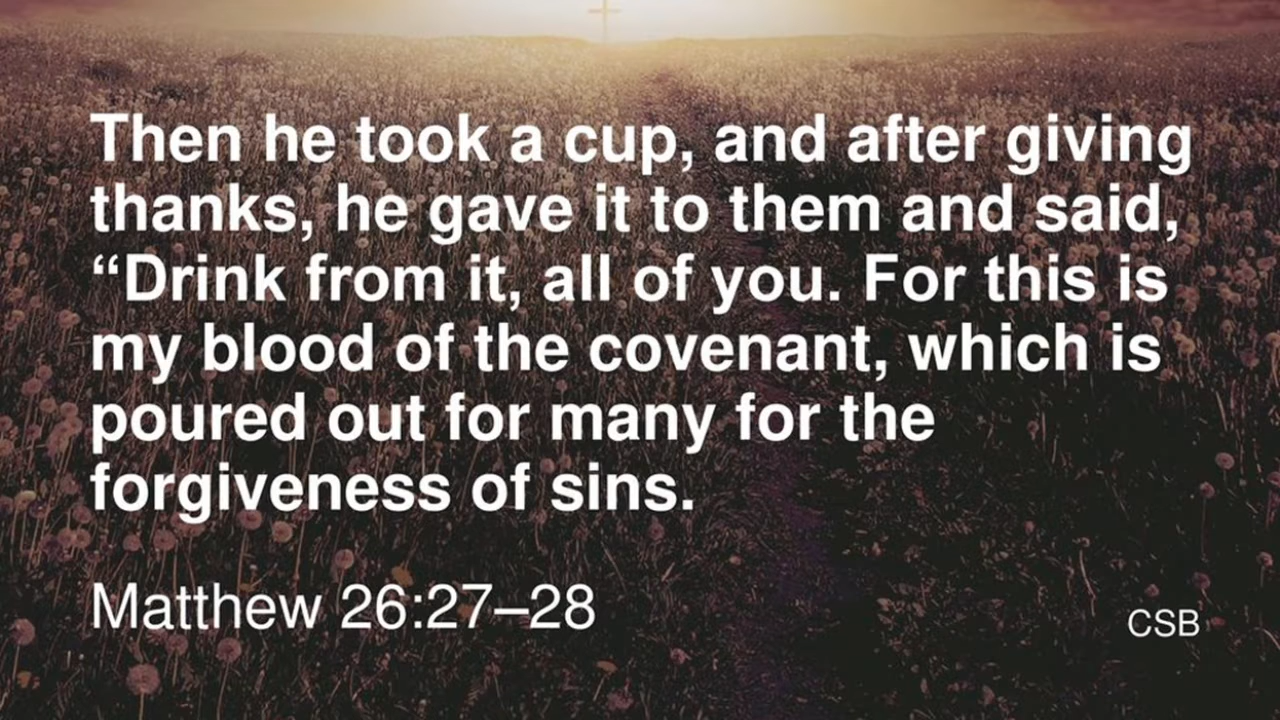 Then he took a cup, and after giving
thanks, he gave it to them and said,
“Drink from it, all of you. For this is
my blood of the covenant, which is
poured out for many for the
forgiveness of sins.
Matthew 26:27–28
CSB